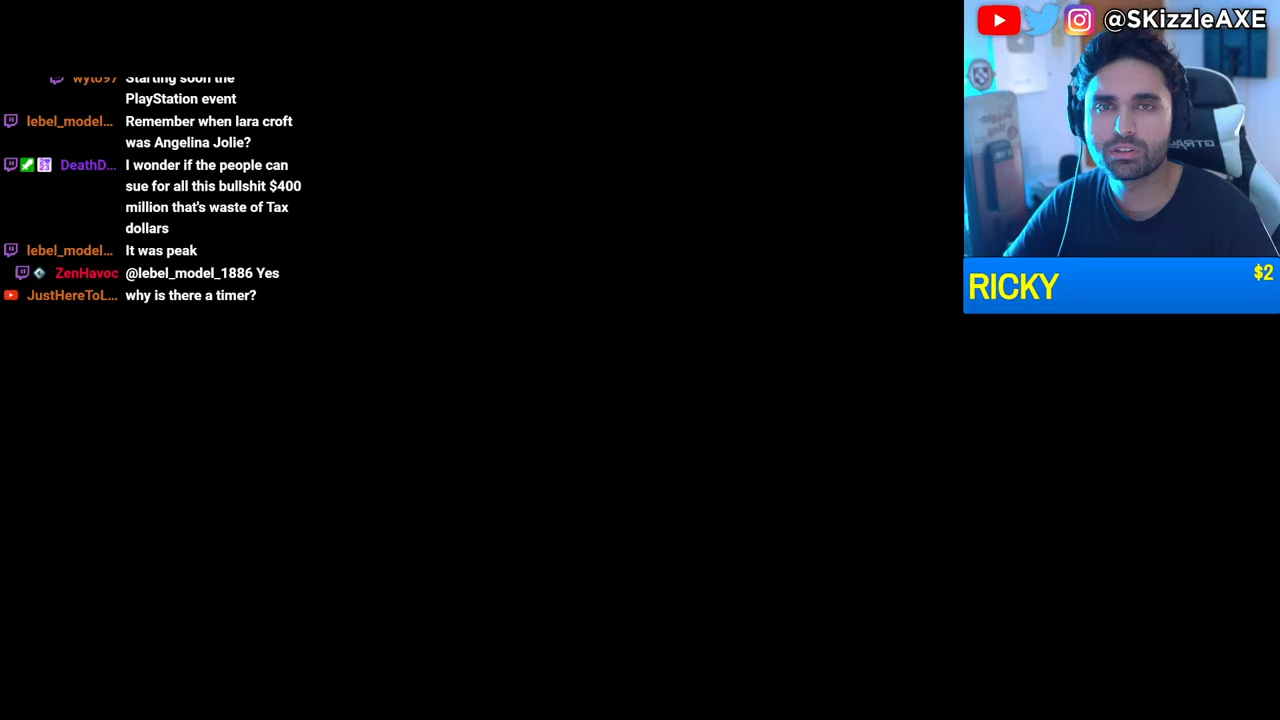 @SKizzleAXE
wyto97 Starting soon the
PlayStation event
lebel_model... Remember when lara croft
was Angelina Jolie?
DeathD... I wonder if the people can
sue for all this bullshit $400
million that's waste of Tax
dollars
lebel_model... It was peak
ZenHavoc @lebel_model_1886 Yes
JustHereToL... why is there a timer?
RICKY $2